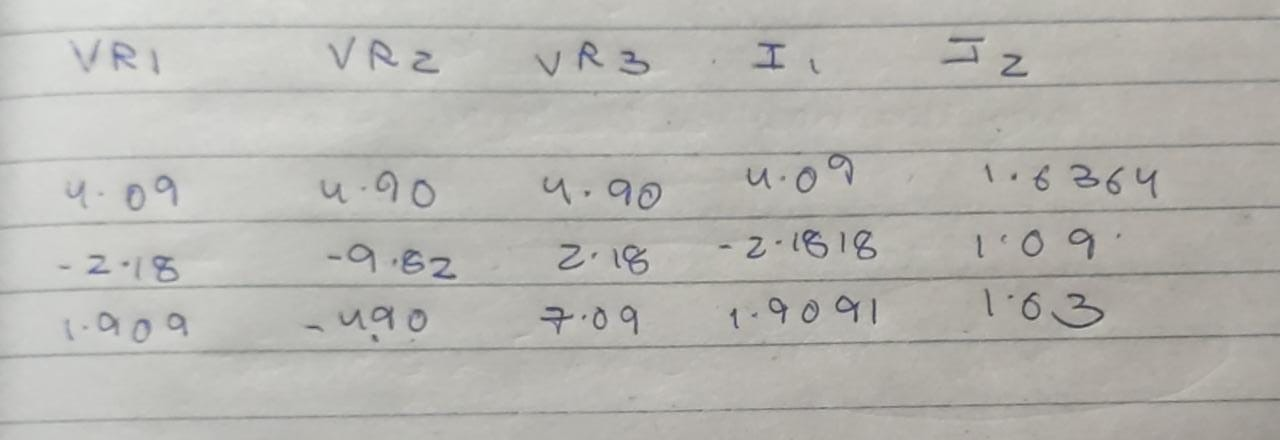 VR1 VR2 VR3 I1 I2
4.09 4.90 4.90 4.09 1.6364
-2.18 -9.82 2.18 -2.1818 1.09
1.909 -4.90 7.09 1.9091 1.63